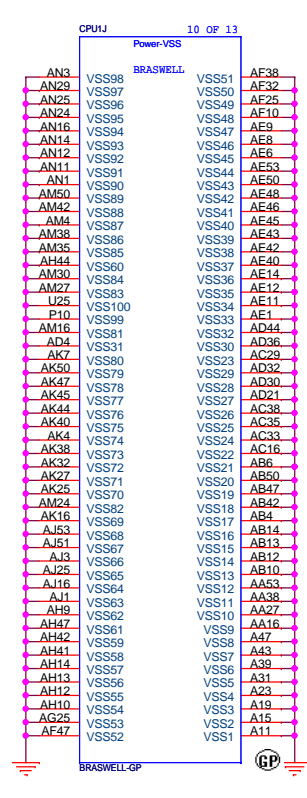 CPU1J 10 OF 13
Power-VSS
BRASWELL
AN3 VSS98 VSS51 AF38
AN29 VSS97 VSS50 AF32
AN25 VSS96 VSS49 AF25
AN24 VSS95 VSS48 AF10
AN16 VSS94 VSS47 AE9
AN14 VSS93 VSS46 AE8
AN12 VSS92 VSS45 AE6
AN11 VSS91 VSS44 AE53
AN1 VSS90 VSS43 AE50
AM50 VSS89 VSS42 AE48
AM42 VSS88 VSS41 AE46
AM4 VSS87 VSS40 AE45
AM38 VSS86 VSS39 AE43
AM35 VSS85 VSS38 AE42
AH44 VSS60 VSS37 AE40
AM30 VSS84 VSS36 AE14
AM27 VSS83 VSS35 AE12
U25 VSS100 VSS34 AE11
P10 VSS99 VSS33 AE1
AM16 VSS81 VSS32 AD44
AD4 VSS31 VSS30 AD36
AK7 VSS80 VSS23 AC29
AK50 VSS79 VSS29 AD32
AK47 VSS78 VSS28 AD30
AK45 VSS77 VSS27 AD21
AK44 VSS76 VSS26 AC38
AK40 VSS75 VSS25 AC35
AK4 VSS74 VSS24 AC33
AK38 VSS73 VSS22 AC16
AK32 VSS72 VSS21 AB6
AK27 VSS71 VSS20 AB50
AK25 VSS70 VSS19 AB47
AM24 VSS82 VSS18 AB42
AK16 VSS69 VSS17 AB4
AJ53 VSS68 VSS16 AB14
AJ51 VSS67 VSS15 AB13
AJ3 VSS66 VSS14 AB12
AJ25 VSS65 VSS13 AB10
AJ16 VSS64 VSS12 AA53
AJ1 VSS63 VSS11 AA38
AH9 VSS62 VSS10 AA27
AH47 VSS61 VSS9 AA16
AH42 VSS59 VSS8 A47
AH41 VSS58 VSS7 A43
AH14 VSS57 VSS6 A39
AH13 VSS56 VSS5 A31
AH12 VSS55 VSS4 A23
AH10 VSS54 VSS3 A19
AG25 VSS53 VSS2 A15
AF47 VSS52 VSS1 A11
BRASWELL-GP GP